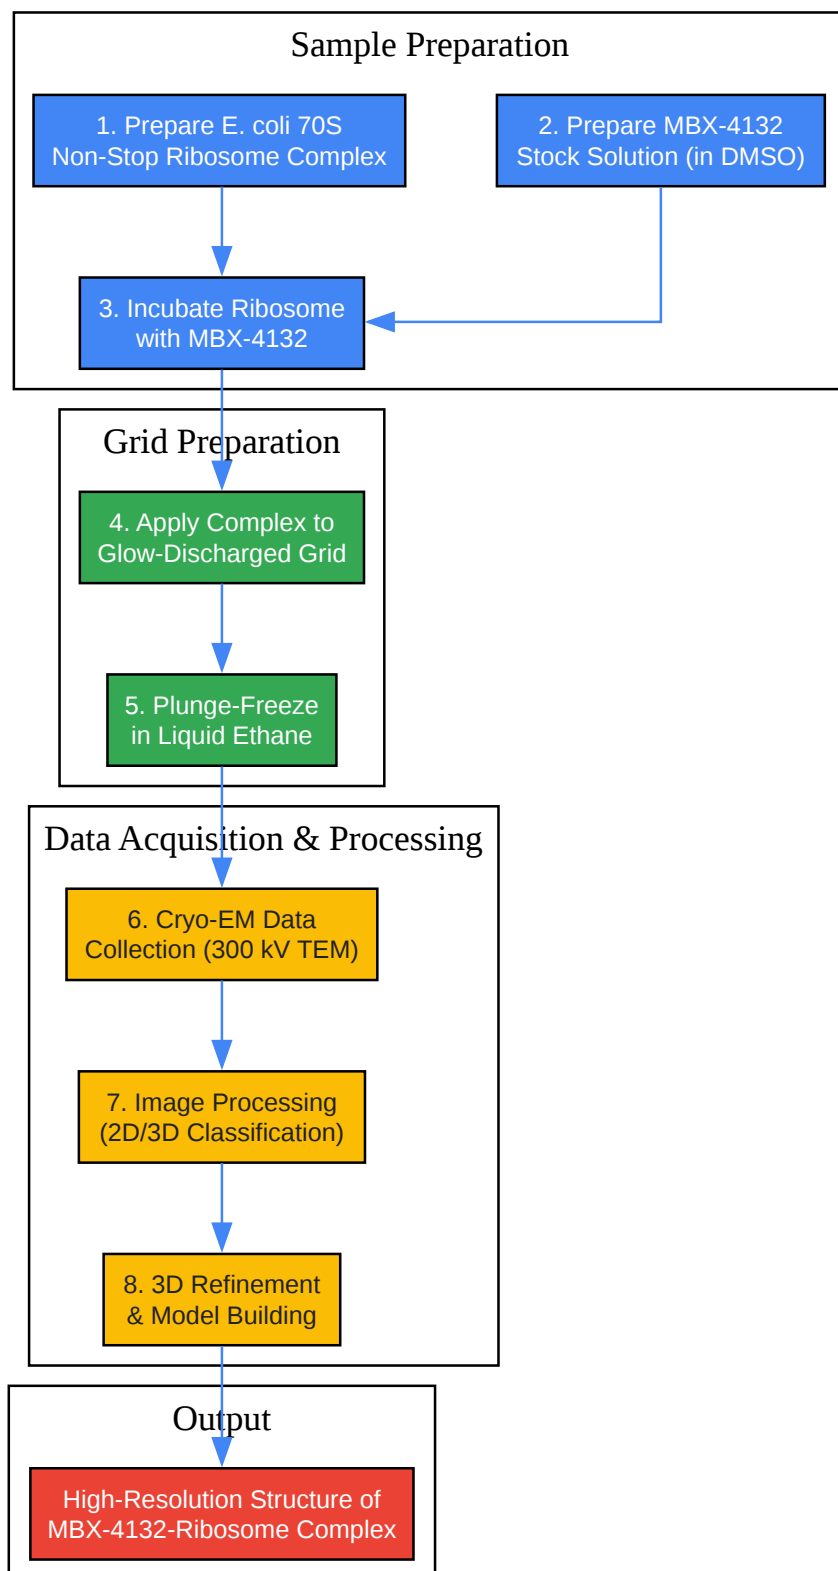 Sample Preparation
1. Prepare E. coli 70S
Non-Stop Ribosome Complex
2. Prepare MBX-4132
Stock Solution (in DMSO)
3. Incubate Ribosome
with MBX-4132
Grid Preparation
4. Apply Complex to
Glow-Discharged Grid
5. Plunge-Freeze
in Liquid Ethane
Data Acquisition & Processing
6. Cryo-EM Data
Collection (300 kV TEM)
7. Image Processing
(2D/3D Classification)
8. 3D Refinement
& Model Building
Output
High-Resolution Structure of
MBX-4132-Ribosome Complex